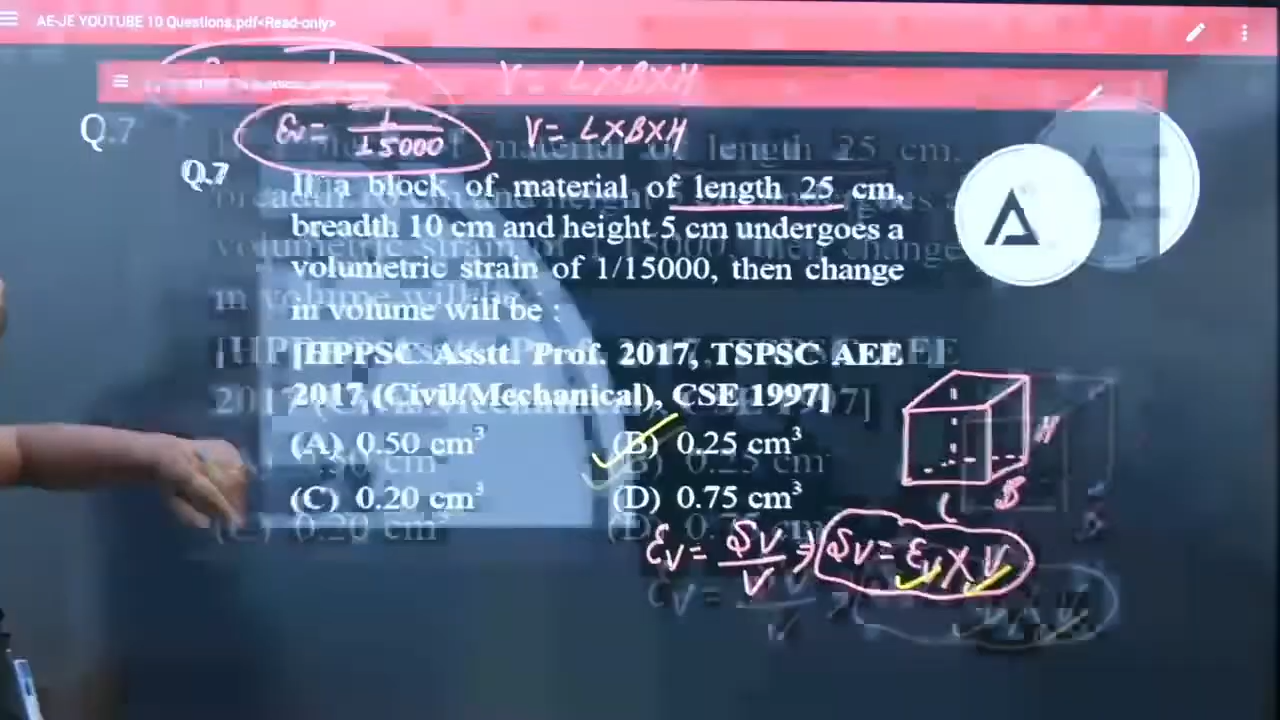 AE-JE YOUTUBE 10 Questions.pdf<Read-only>
εv = 1/15000 V = L×B×H
Q.7 If a block of material of length 25 cm,
breadth 10 cm and height 5 cm undergoes a
volumetric strain of 1/15000, then change
in volume will be :
[HPPSC Asstt. Prof. 2017, TSPSC AEE
2017 (Civil/Mechanical), CSE 1997]
(A) 0.50 cm³ (B) 0.25 cm³
(C) 0.20 cm³ (D) 0.75 cm³
H
L B
εv = δV/V ⇒ δV = εv × V